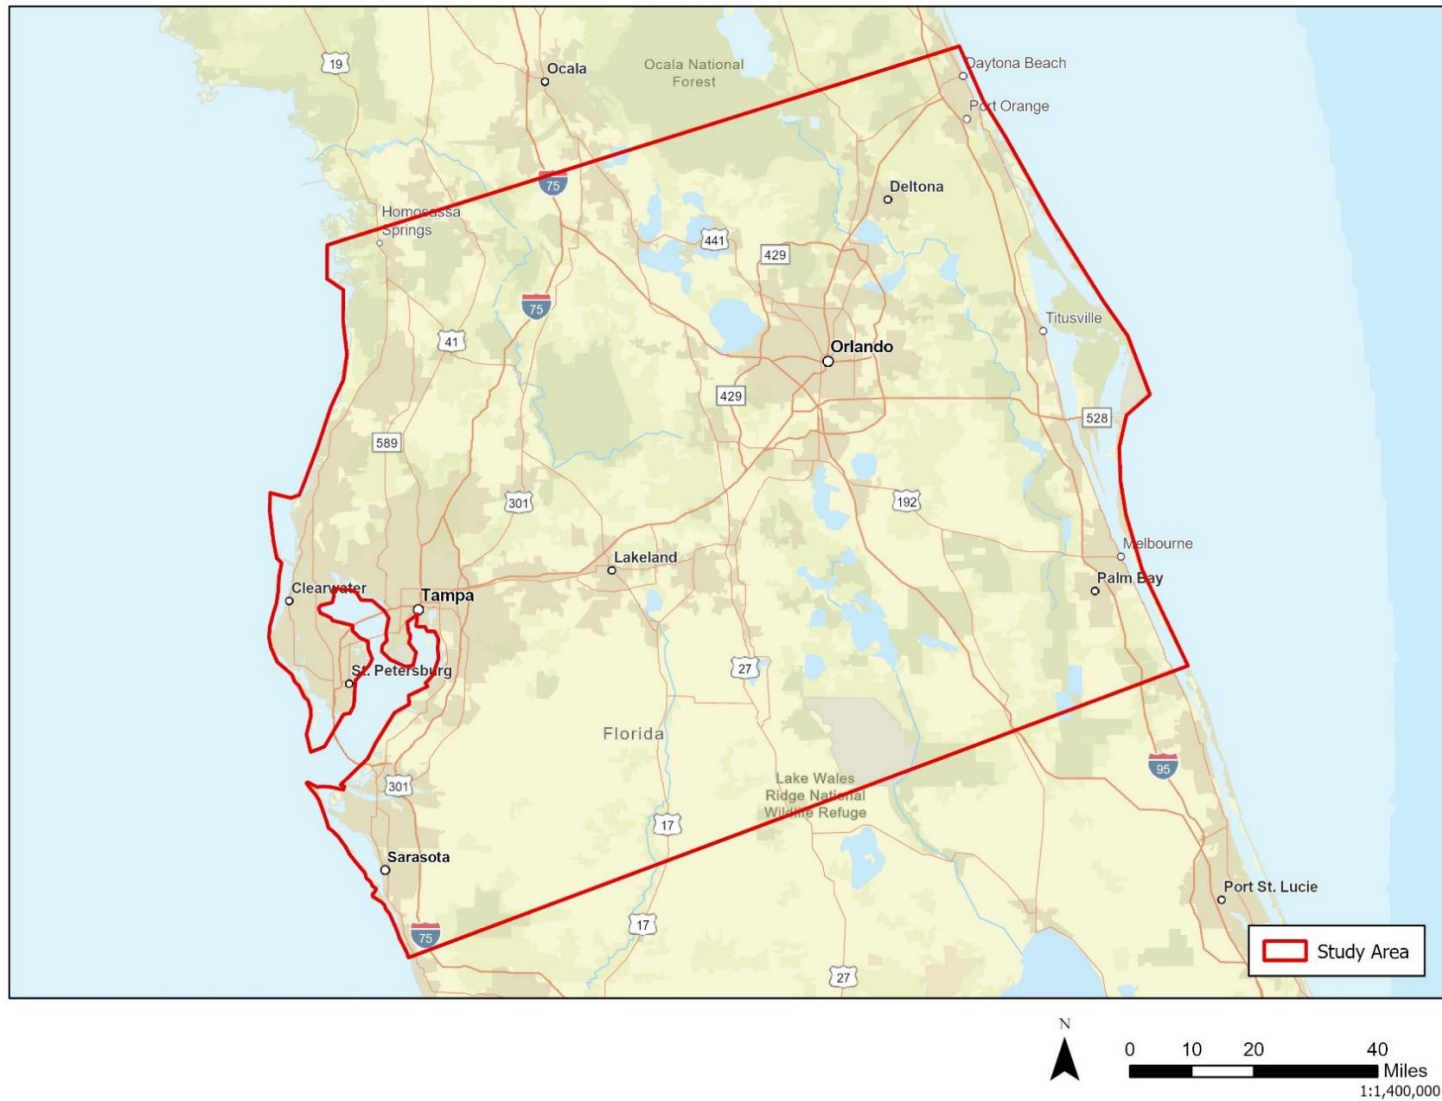 Ocala
Ocala National
Forest
19
Daytona Beach
Port Orange
75
Deltona
Homosassa
Springs
441
429
75
Titusville
41
Orlando
429
528
589
301
192
Melbourne
Lakeland
Palm Bay
Clearwater
Tampa
St. Petersburg
27
Florida
95
301
Lake Wales
Ridge National
Wildlife Refuge
17
Sarasota
Port St. Lucie
75
17
27
Study Area
N
0 10 20 40
Miles
1:1,400,000